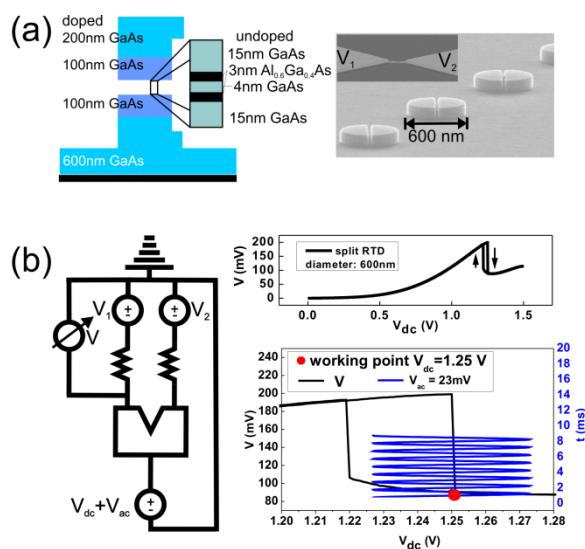 (a)
doped
200nm GaAs
100nm GaAs
100nm GaAs
600nm GaAs
undoped
15nm GaAs
3nm Al0.6Ga0.4As
4nm GaAs
15nm GaAs
V1
V2
600 nm
(b)
V1
V2
V
Vdc+Vac
V (mV)
200
150
100
50
0
split RTD
diameter: 600nm
0.0 0.5 1.0 1.5
Vdc (V)
V (mV)
240
220
200
180
160
140
120
100
80
working point Vdc=1.25 V
V
Vac = 23mV
20
18
16
14
12
10
8
6
4
2
0
t (ms)
1.20 1.21 1.22 1.23 1.24 1.25 1.26 1.27 1.28
Vdc (V)